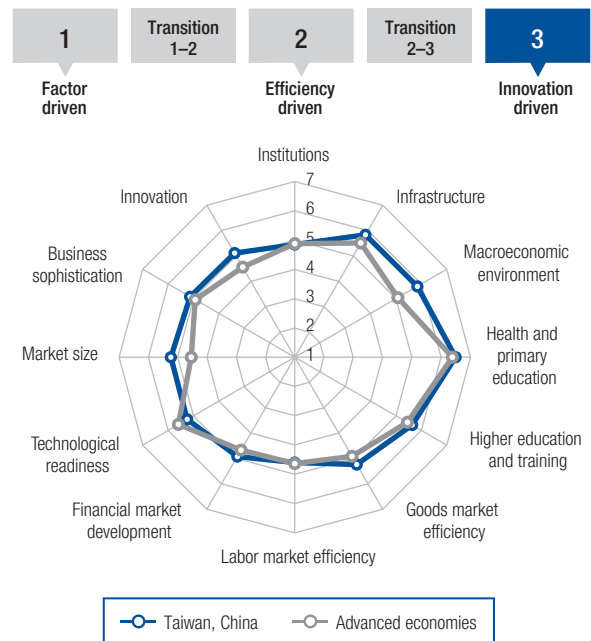 1
Transition
1–2
2
Transition
2–3
3
Factor
driven
Efficiency
driven
Innovation
driven
Institutions
7
Innovation
Infrastructure
6
5
Business
sophistication
Macroeconomic
environment
4
3
2
Market size
1
Health and
primary
education
Technological
readiness
Higher education
and training
Financial market
development
Goods market
efficiency
Labor market efficiency
Taiwan, China
Advanced economies